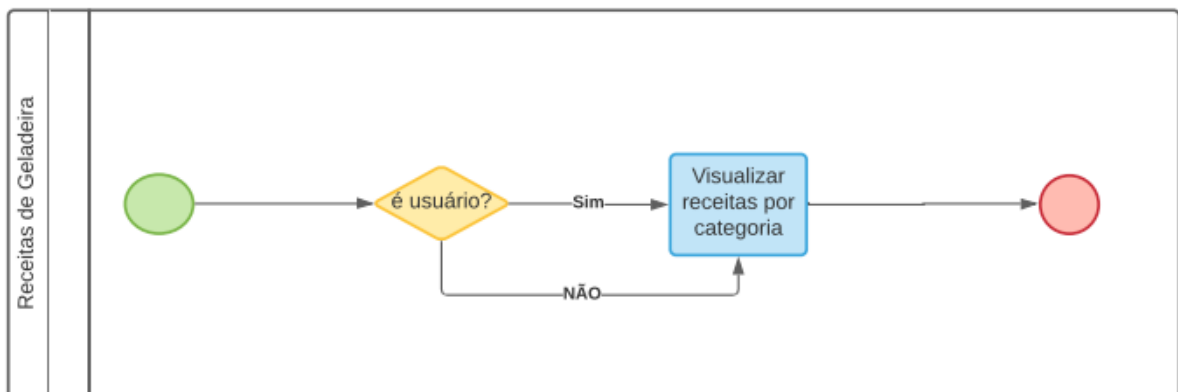 Receitas de Geladeira
é usuário?
Sim
Visualizar
receitas por
categoria
NÃO